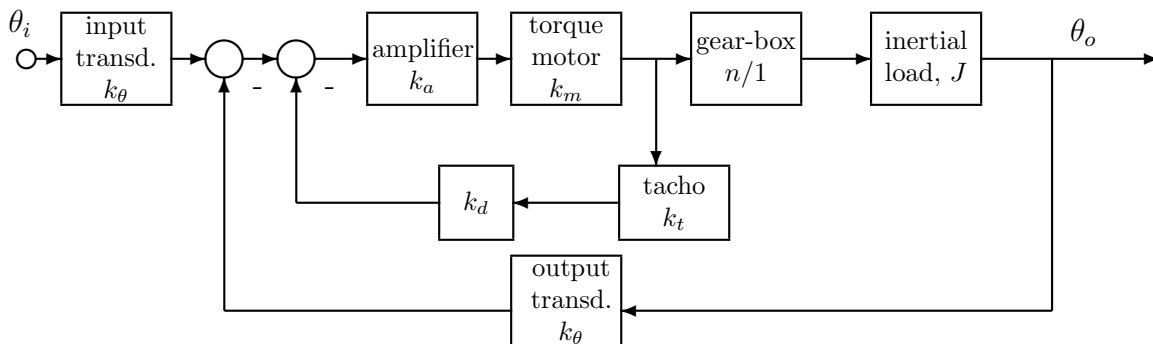 θ_i
input
transd.
k_θ
-
-
amplifier
k_a
torque
motor
k_m
gear-box
n/1
inertial
load, J
θ_o
k_d
tacho
k_t
output
transd.
k_θ